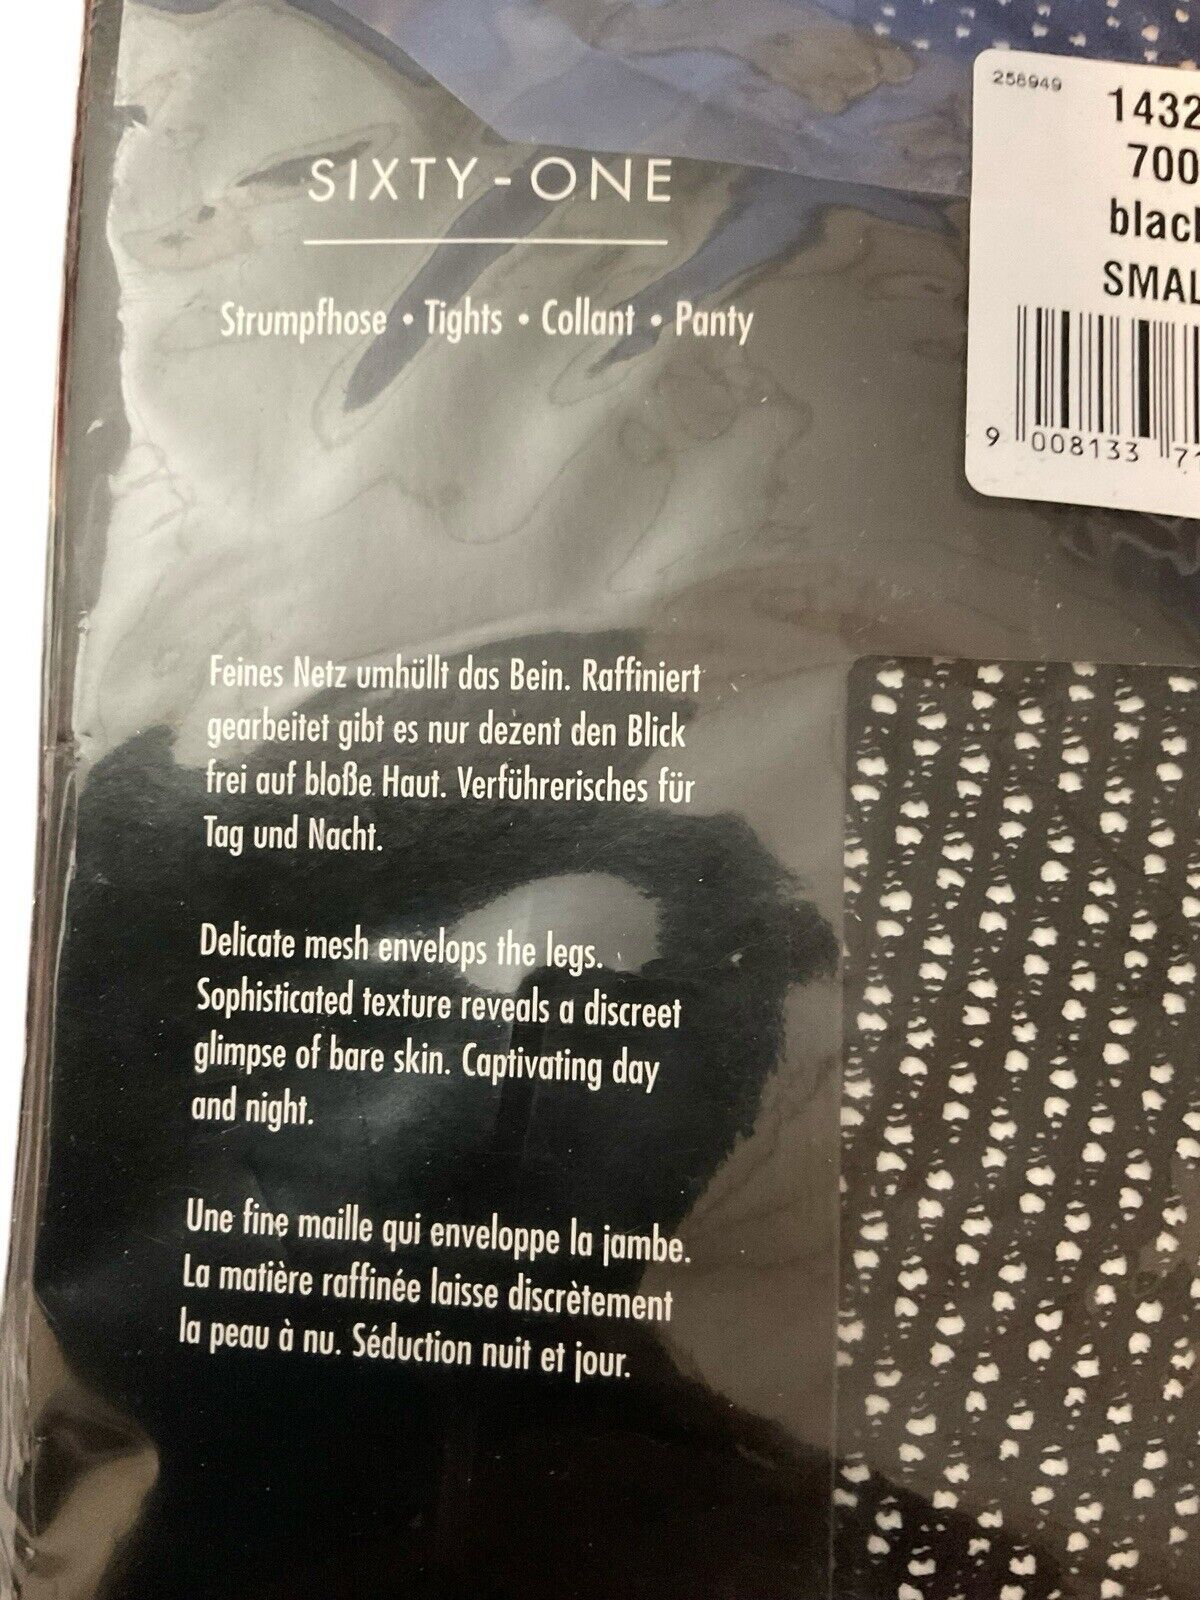 258949
1432
700
black
SMAL
9 008133 71
SIXTY-ONE
Strumpfhose • Tights • Collant • Panty
Feines Netz umhüllt das Bein. Raffiniert
gearbeitet gibt es nur dezent den Blick
frei auf bloße Haut. Verführerisches für
Tag und Nacht.
Delicate mesh envelops the legs.
Sophisticated texture reveals a discreet
glimpse of bare skin. Captivating day
and night.
Une fine maille qui enveloppe la jambe.
La matière raffinée laisse discrètement
la peau à nu. Séduction nuit et jour.